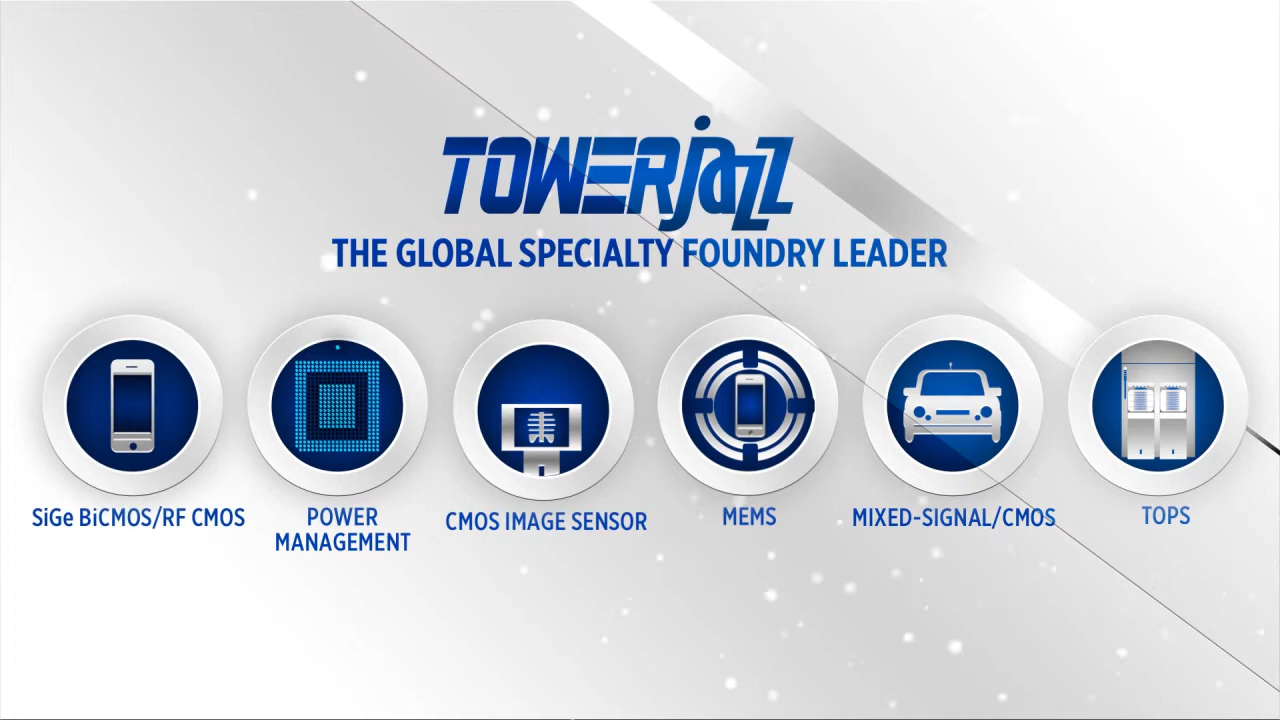 TOWERjazz
THE GLOBAL SPECIALTY FOUNDRY LEADER
SiGe BiCMOS/RF CMOS
POWER
MANAGEMENT
CMOS IMAGE SENSOR
MEMS
MIXED-SIGNAL/CMOS
TOPS